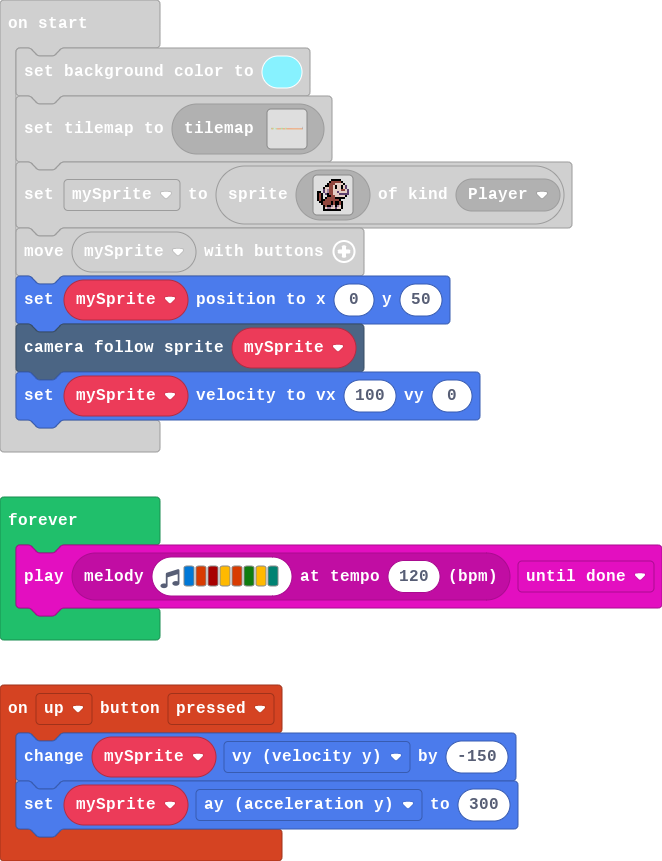 on start
set background color to
set tilemap to tilemap
set mySprite to sprite of kind Player
move mySprite with buttons
set mySprite position to x 0 y 50
camera follow sprite mySprite
set mySprite velocity to vx 100 vy 0
forever
play melody at tempo 120 (bpm) until done
on up button pressed
change mySprite vy (velocity y) by -150
set mySprite ay (acceleration y) to 300